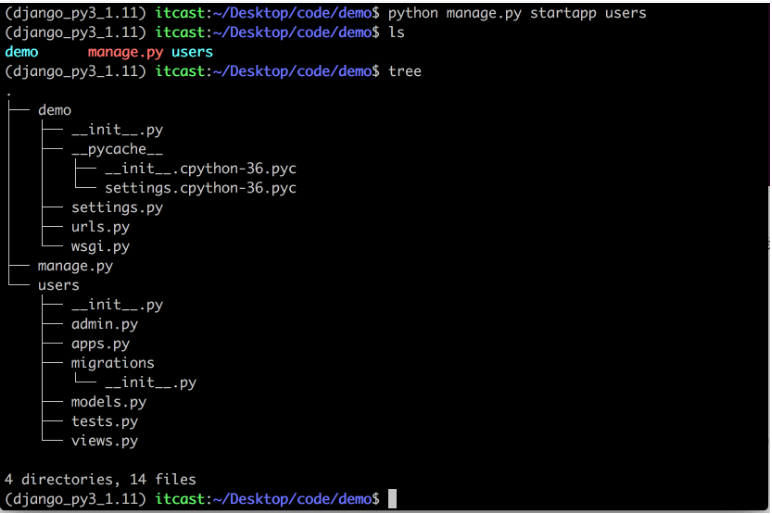 (django_py3_1.11) itcast:~/Desktop/code/demo$ python manage.py startapp users
(django_py3_1.11) itcast:~/Desktop/code/demo$ ls
demo      manage.py users
(django_py3_1.11) itcast:~/Desktop/code/demo$ tree
.
├── demo
│   ├── __init__.py
│   ├── __pycache__
│   │   ├── __init__.cpython-36.pyc
│   │   └── settings.cpython-36.pyc
│   ├── settings.py
│   ├── urls.py
│   └── wsgi.py
├── manage.py
└── users
    ├── __init__.py
    ├── admin.py
    ├── apps.py
    ├── migrations
    │   └── __init__.py
    ├── models.py
    ├── tests.py
    └── views.py

4 directories, 14 files
(django_py3_1.11) itcast:~/Desktop/code/demo$